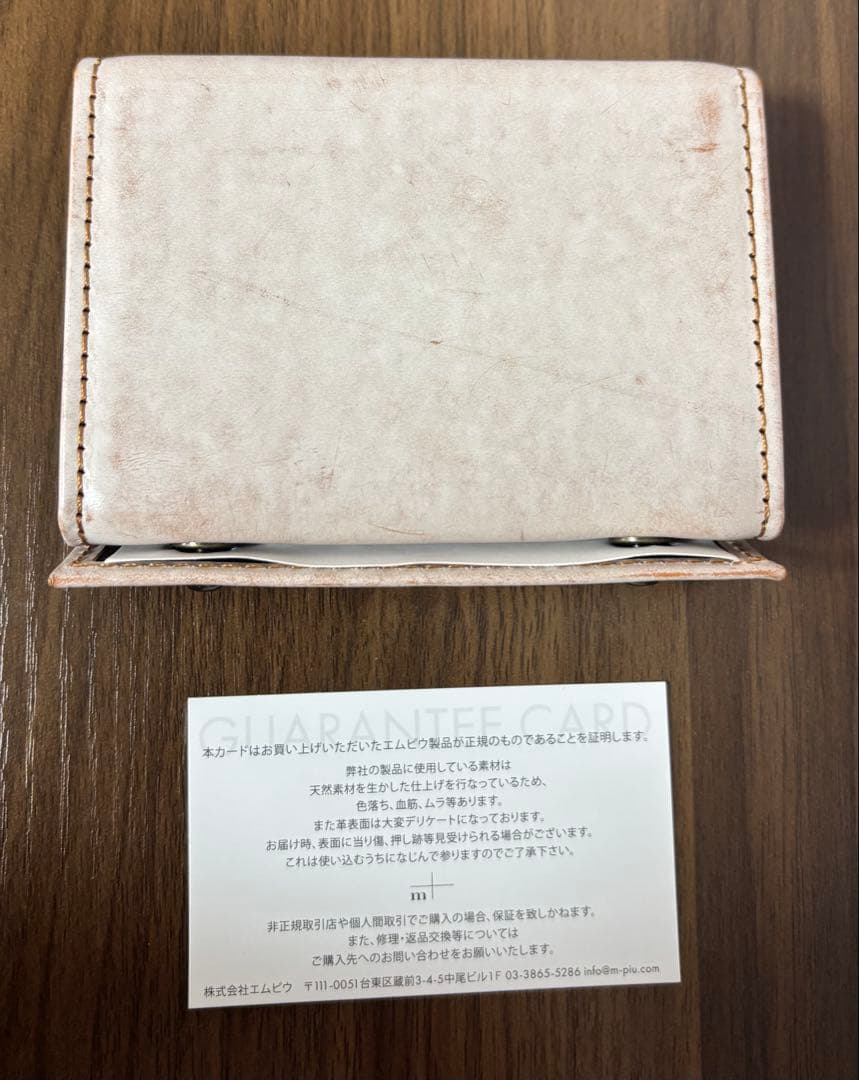 GUARANTEE CARD
本カードはお買い上げいただいたエムピウ製品が正規のものであることを証明します。
弊社の製品に使用している素材は
天然素材を生かした仕上げを行なっているため、
色落ち、血筋、ムラ等あります。
また革表面は大変デリケートになっております。
お届け時、表面に当り傷、押し跡等見受けられる場合がございます。
これは使い込むうちになじんで参りますのでご了承下さい。
m+
非正規取引店や個人間取引でご購入の場合、保証を致しかねます。
また、修理・返品交換等については
ご購入先へのお問い合わせをお願いいたします。
株式会社エムピウ 〒111-0051台東区蔵前3-4-5中尾ビル1F 03-3865-5286 info@m-piu.com